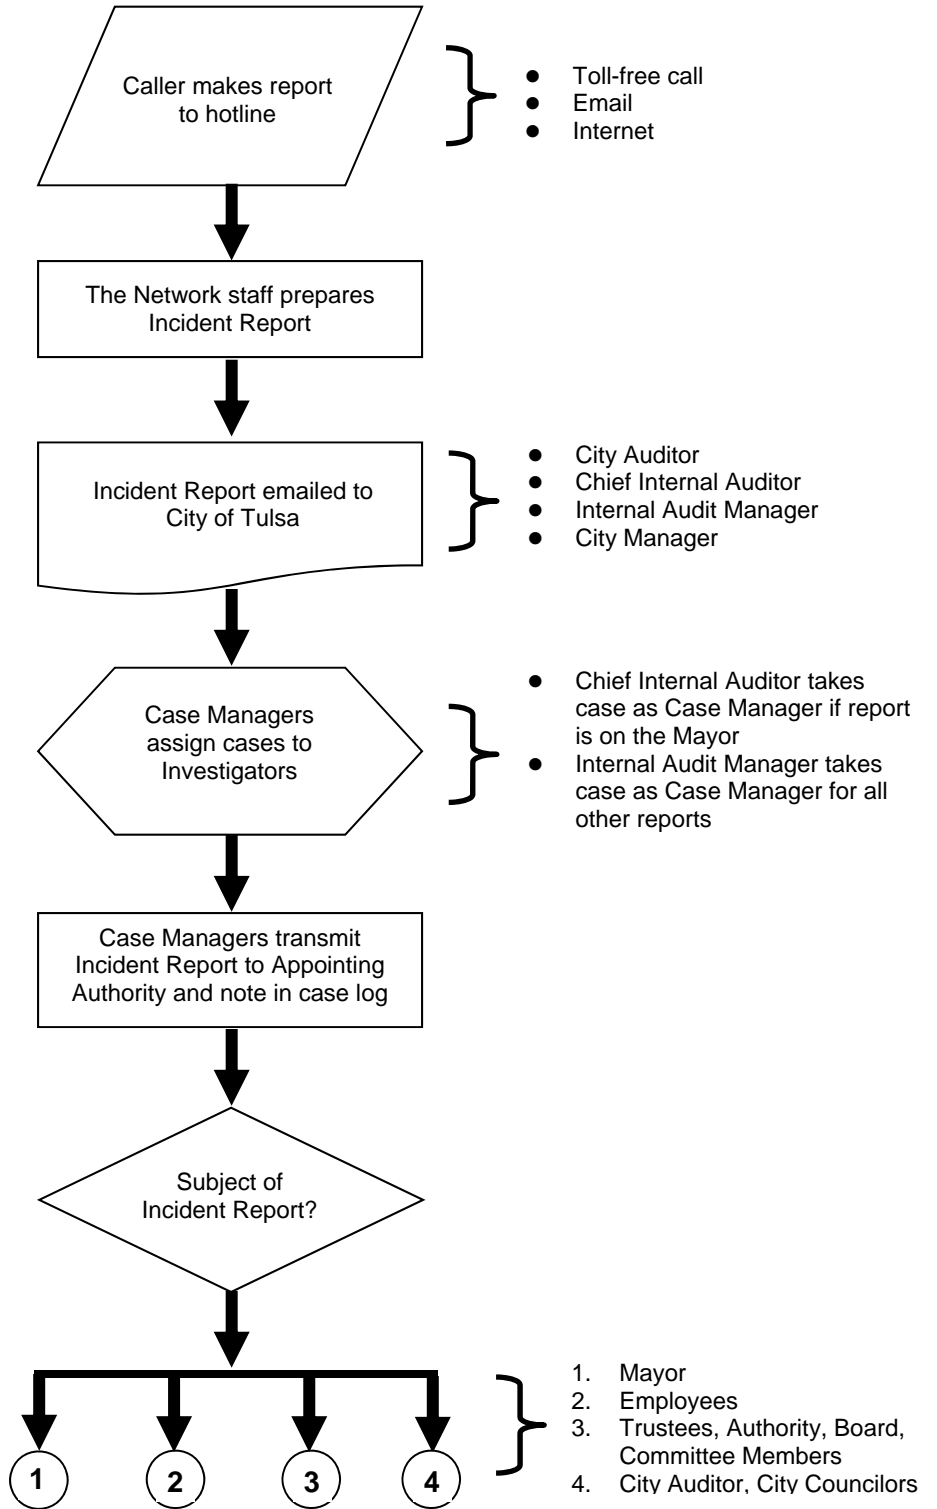 Caller makes report
to hotline
● Toll-free call
● Email
● Internet
The Network staff prepares
Incident Report
Incident Report emailed to
City of Tulsa
● City Auditor
● Chief Internal Auditor
● Internal Audit Manager
● City Manager
Case Managers
assign cases to
Investigators
● Chief Internal Auditor takes
case as Case Manager if report
is on the Mayor
● Internal Audit Manager takes
case as Case Manager for all
other reports
Case Managers transmit
Incident Report to Appointing
Authority and note in case log
Subject of
Incident Report?
1 2 3 4
1. Mayor
2. Employees
3. Trustees, Authority, Board,
Committee Members
4. City Auditor, City Councilors